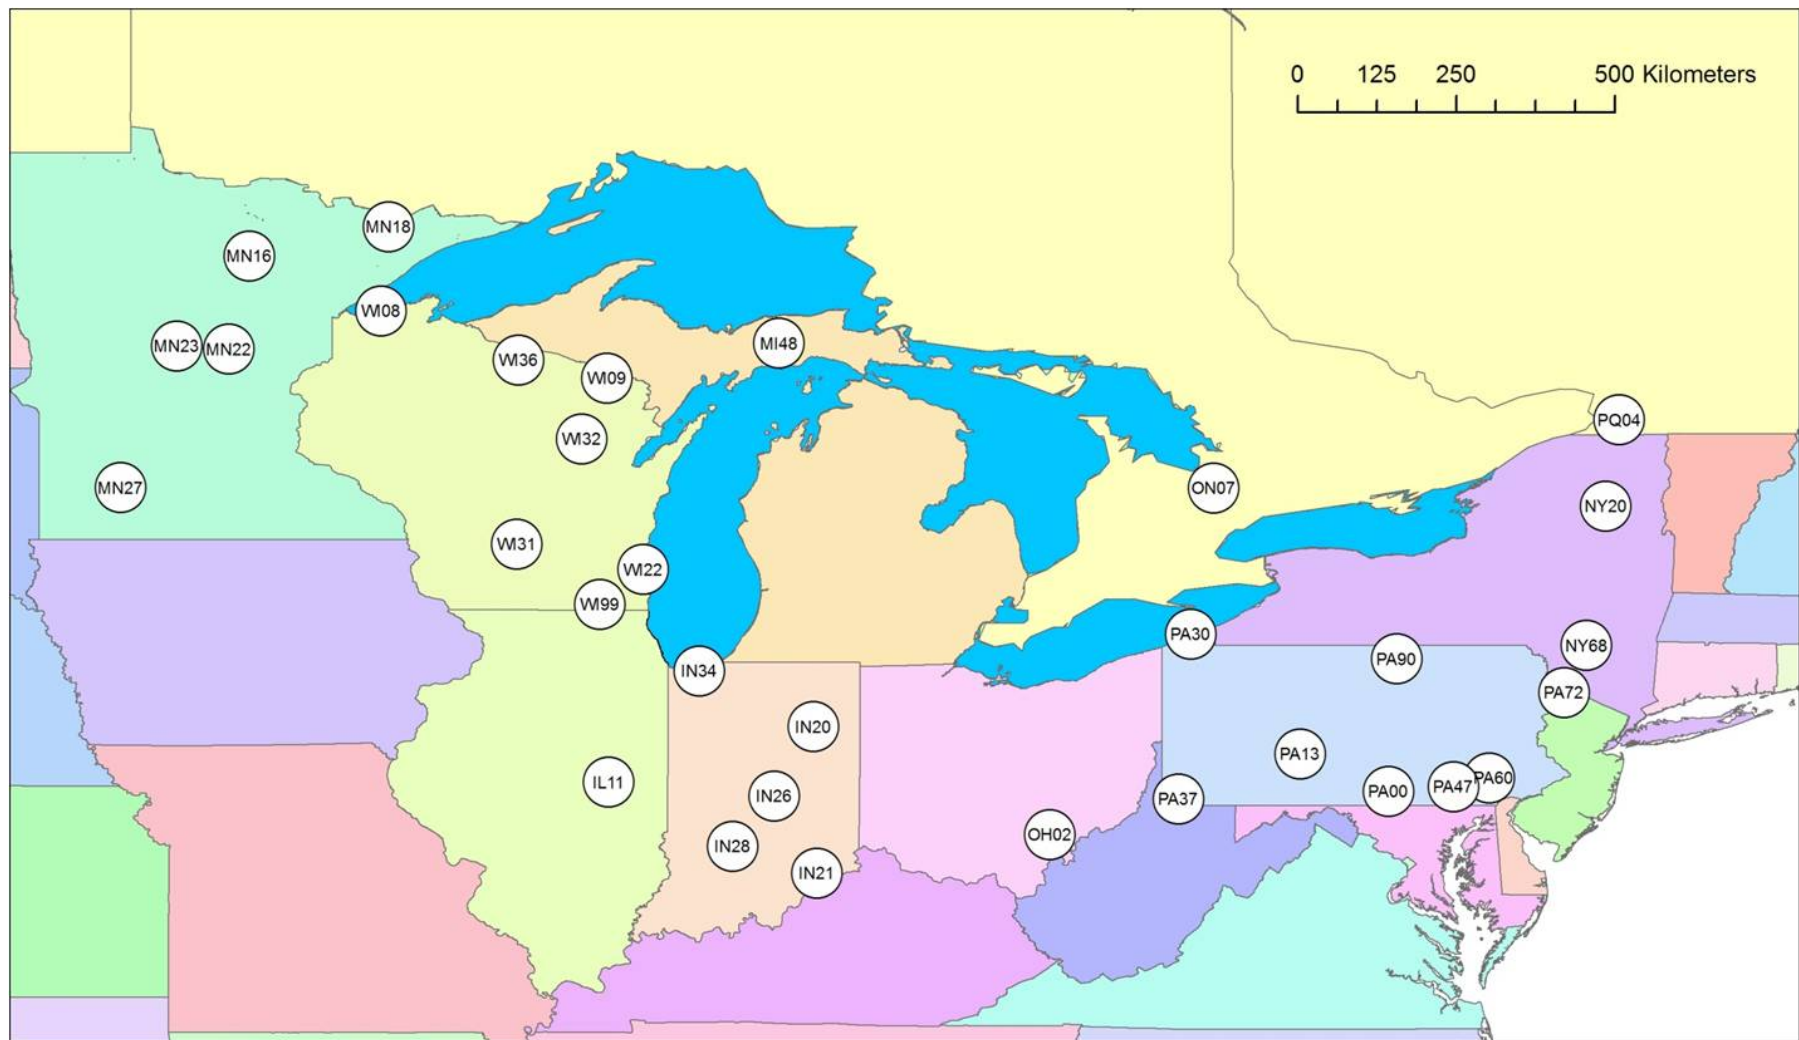 0 125 250 500 Kilometers
MN18
MN16
WI08
MN23 MN22
MI48
WI36
WI09
PQ04
WI32
MN27
ON07
NY20
WI31
WI22
WI99
PA30
NY68
PA90
IN34
PA72
IN20
PA13
IL11
PA60
PA47
PA00
IN26
PA37
OH02
IN28
IN21